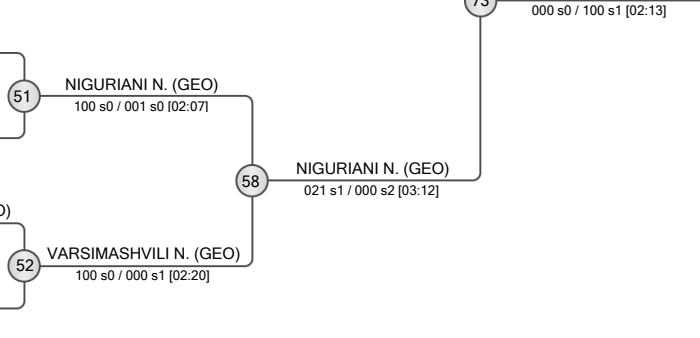 73
000 s0 / 100 s1 [02:13]
51
NIGURIANI N. (GEO)
100 s0 / 001 s0 [02:07]
58
NIGURIANI N. (GEO)
021 s1 / 000 s2 [03:12]
52
VARSIMASHVILI N. (GEO)
100 s0 / 000 s1 [02:20]